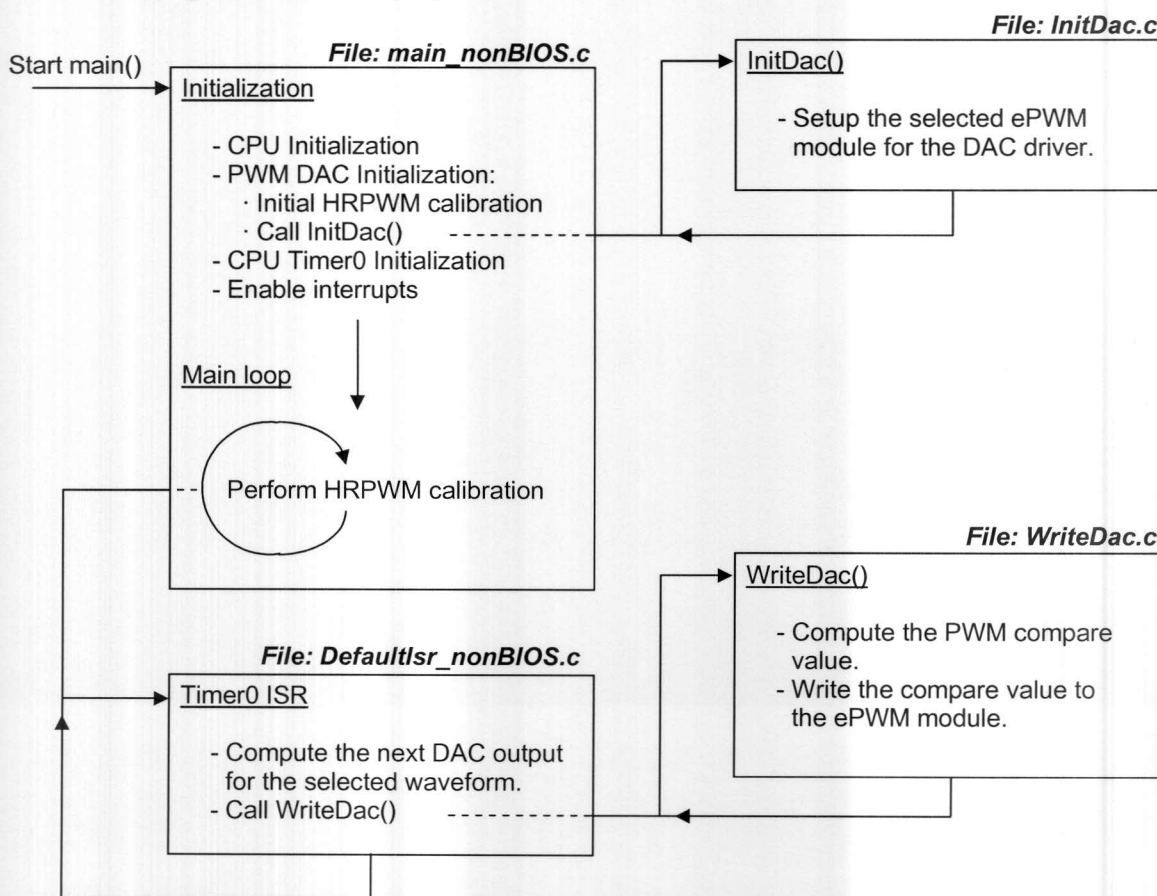 File: InitDac.c
File: main_nonBIOS.c
Start main()
Initialization
- CPU Initialization
- PWM DAC Initialization:
· Initial HRPWM calibration
· Call InitDac()
- CPU Timer0 Initialization
- Enable interrupts
Main loop
Perform HRPWM calibration
InitDac()
- Setup the selected ePWM
module for the DAC driver.
File: WriteDac.c
WriteDac()
- Compute the PWM compare
value.
- Write the compare value to
the ePWM module.
File: DefaultIsr_nonBIOS.c
Timer0 ISR
- Compute the next DAC output
for the selected waveform.
- Call WriteDac()